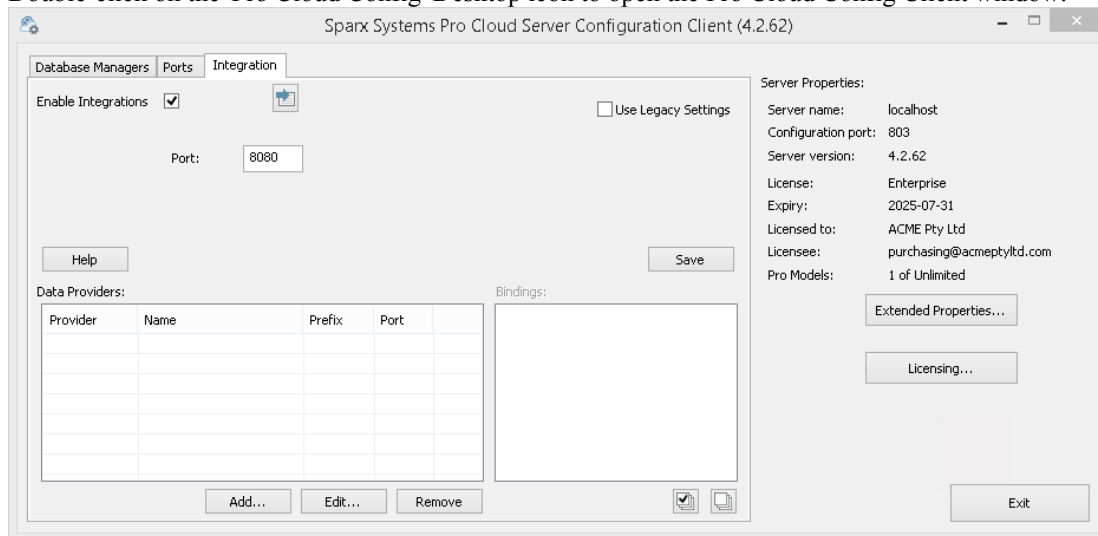 Double-click on the 'Pro Cloud Config' Desktop icon to open the Pro Cloud Config Client window.
Sparx Systems Pro Cloud Server Configuration Client (4.2.62)
Database Managers Ports Integration
Enable Integrations
Use Legacy Settings
Port: 8080
Help
Save
Data Providers:
Bindings:
Provider Name Prefix Port
Add... Edit... Remove
Server Properties:
Server name: localhost
Configuration port: 803
Server version: 4.2.62
License: Enterprise
Expiry: 2025-07-31
Licensed to: ACME Pty Ltd
Licensee: purchasing@acmeptyltd.com
Pro Models: 1 of Unlimited
Extended Properties...
Licensing...
Exit